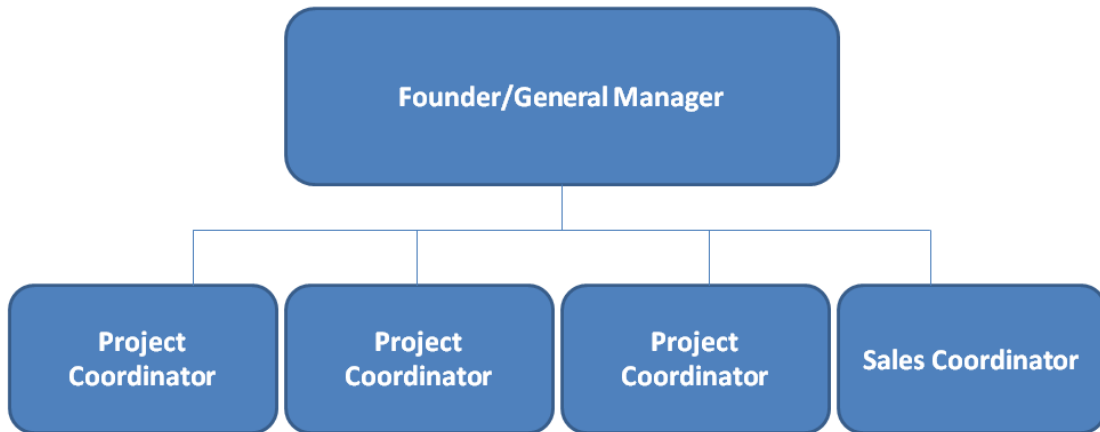 Founder/General Manager
Project
Coordinator
Project
Coordinator
Project
Coordinator
Sales Coordinator